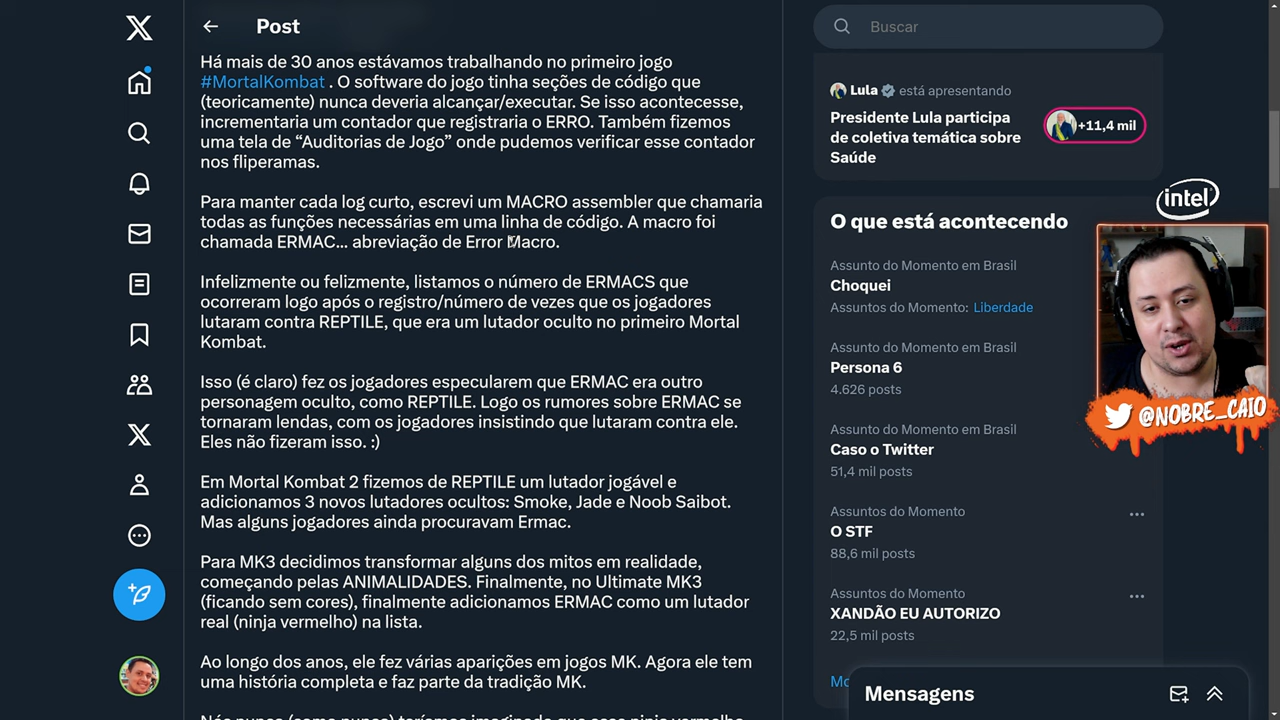 Post
Há mais de 30 anos estávamos trabalhando no primeiro jogo
#MortalKombat . O software do jogo tinha seções de código que
(teoricamente) nunca deveria alcançar/executar. Se isso acontecesse,
incrementaria um contador que registraria o ERRO. Também fizemos
uma tela de “Auditorias de Jogo” onde pudemos verificar esse contador
nos fliperamas.
Para manter cada log curto, escrevi um MACRO assembler que chamaria
todas as funções necessárias em uma linha de código. A macro foi
chamada ERMAC... abreviação de Error Macro.
Infelizmente ou felizmente, listamos o número de ERMACS que
ocorreram logo após o registro/número de vezes que os jogadores
lutaram contra REPTILE, que era um lutador oculto no primeiro Mortal
Kombat.
Isso (é claro) fez os jogadores especularem que ERMAC era outro
personagem oculto, como REPTILE. Logo os rumores sobre ERMAC se
tornaram lendas, com os jogadores insistindo que lutaram contra ele.
Eles não fizeram isso. :)
Em Mortal Kombat 2 fizemos de REPTILE um lutador jogável e
adicionamos 3 novos lutadores ocultos: Smoke, Jade e Noob Saibot.
Mas alguns jogadores ainda procuravam Ermac.
Para MK3 decidimos transformar alguns dos mitos em realidade,
começando pelas ANIMALIDADES. Finalmente, no Ultimate MK3
(ficando sem cores), finalmente adicionamos ERMAC como um lutador
real (ninja vermelho) na lista.
Ao longo dos anos, ele fez várias aparições em jogos MK. Agora ele tem
uma história completa e faz parte da tradição MK.
Buscar
Lula está apresentando
Presidente Lula participa
de coletiva temática sobre
Saúde
+11,4 mil
O que está acontecendo
Assunto do Momento em Brasil
Choquei
Assuntos do Momento: Liberdade
Assunto do Momento em Brasil
Persona 6
4.626 posts
Assunto do Momento em Brasil
Caso o Twitter
51,4 mil posts
Assuntos do Momento
O STF
88,6 mil posts
Assuntos do Momento
XANDÃO EU AUTORIZO
22,5 mil posts
Mensagens
intel
@NOBRE_CAIO